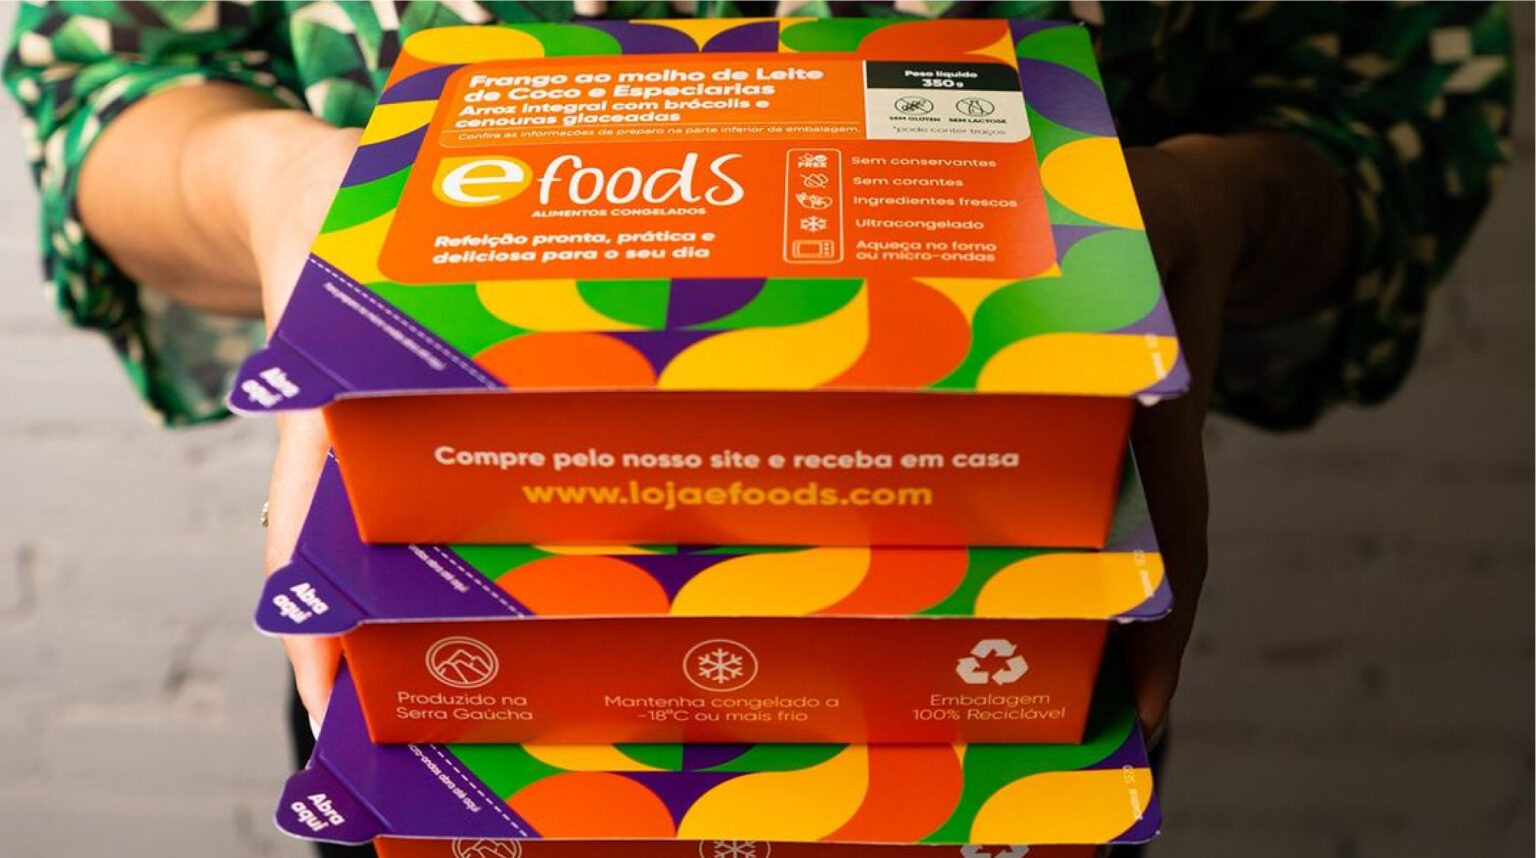 Frango ao molho de Leite
de Coco e Especiarias
Arroz integral com brócolis e
cenouras glaceadas
Confira as informações de preparo na parte inferior da embalagem.
Peso líquido
350g
SEM GLÚTEN SEM LACTOSE
*pode conter traços
e foods
ALIMENTOS CONGELADOS
Refeição pronta, prática e
deliciosa para o seu dia
FREE
Sem conservantes
Sem corantes
Ingredientes frescos
Ultracongelado
Aqueça no forno
ou micro-ondas
Abra
aqui
Compre pelo nosso site e receba em casa
www.lojaefoods.com
Abra
aqui
Produzido na
Serra Gaúcha
Mantenha congelado a
-18°C ou mais frio
Embalagem
100% Reciclável
Abra
aqui